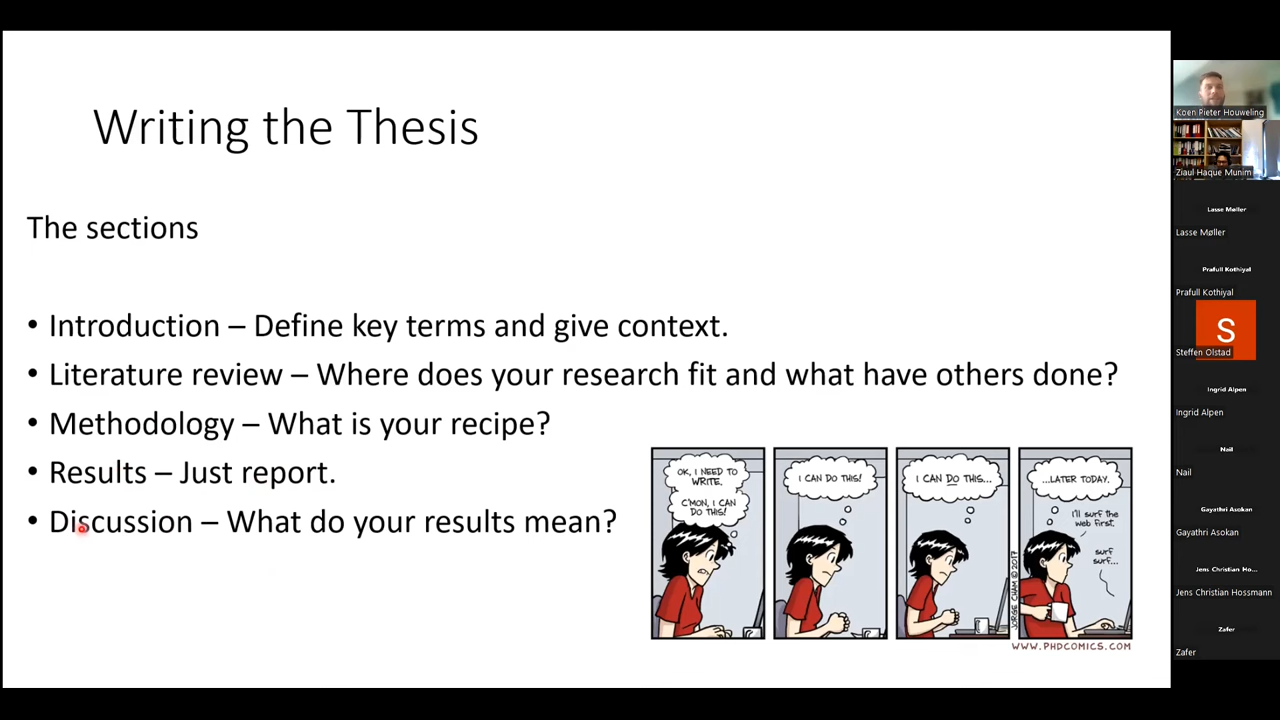 Writing the Thesis
The sections
• Introduction – Define key terms and give context.
• Literature review – Where does your research fit and what have others done?
• Methodology – What is your recipe?
• Results – Just report.
• Discussion – What do your results mean?
OK, I NEED TO
WRITE.
C'MON, I CAN
DO THIS!
I CAN DO THIS!
I CAN DO THIS...
...LATER TODAY.
I'll surf the
web first.
surf
surf...
JORGE CHAM © 2017
WWW.PHDCOMICS.COM
Koen Pieter Houweling
Ziaul Haque Munim
Lasse Møller
Lasse Møller
Prafull Kothiyal
Prafull Kothiyal
S
Steffen Olstad
Ingrid Alpen
Ingrid Alpen
Nail
Nail
Gayathri Asokan
Gayathri Asokan
Jens Christian Ho...
Jens Christian Hossmann
Zafer
Zafer